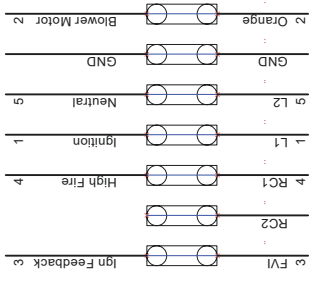 3 FVI Ign Feedback 3
RC2
4 RC1 High Fire 4
1 L1 Ignition 1
5 L2 Neutral 5
GND GND
2 Orange Blower Motor 2